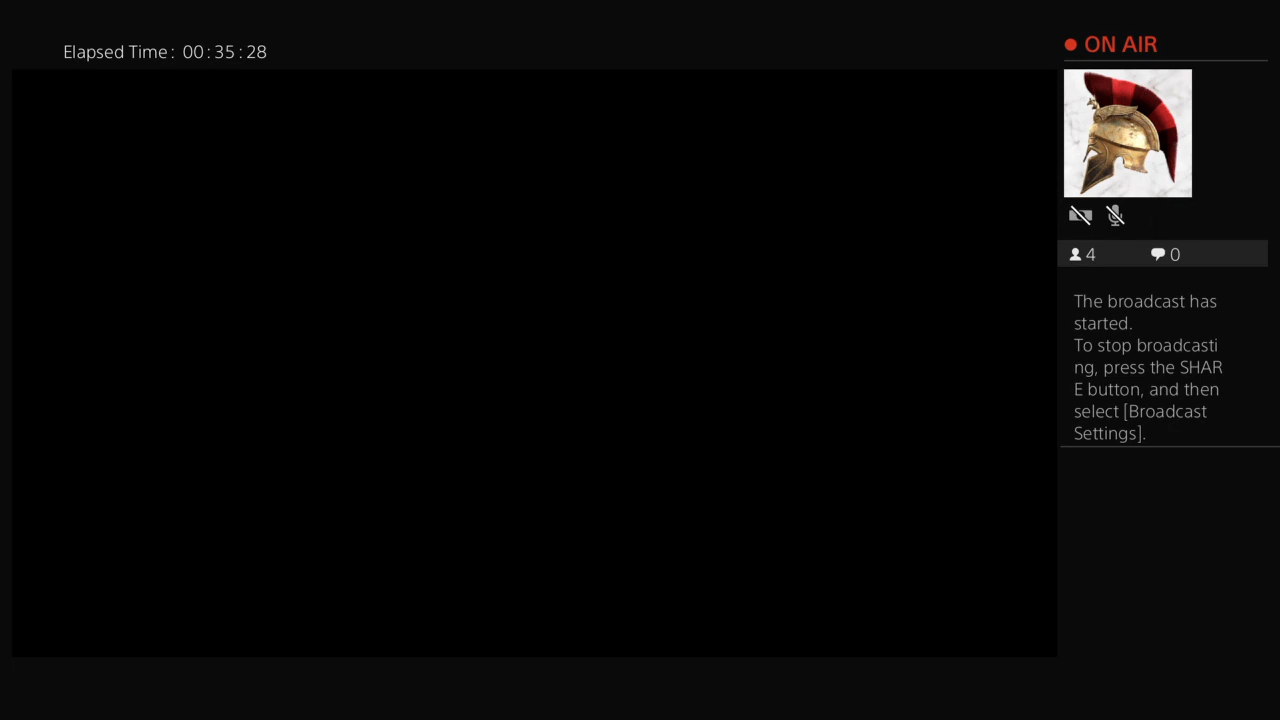 Elapsed Time: 00:35:28
ON AIR
4 0
The broadcast has
started.
To stop broadcasti
ng, press the SHAR
E button, and then
select [Broadcast
Settings].